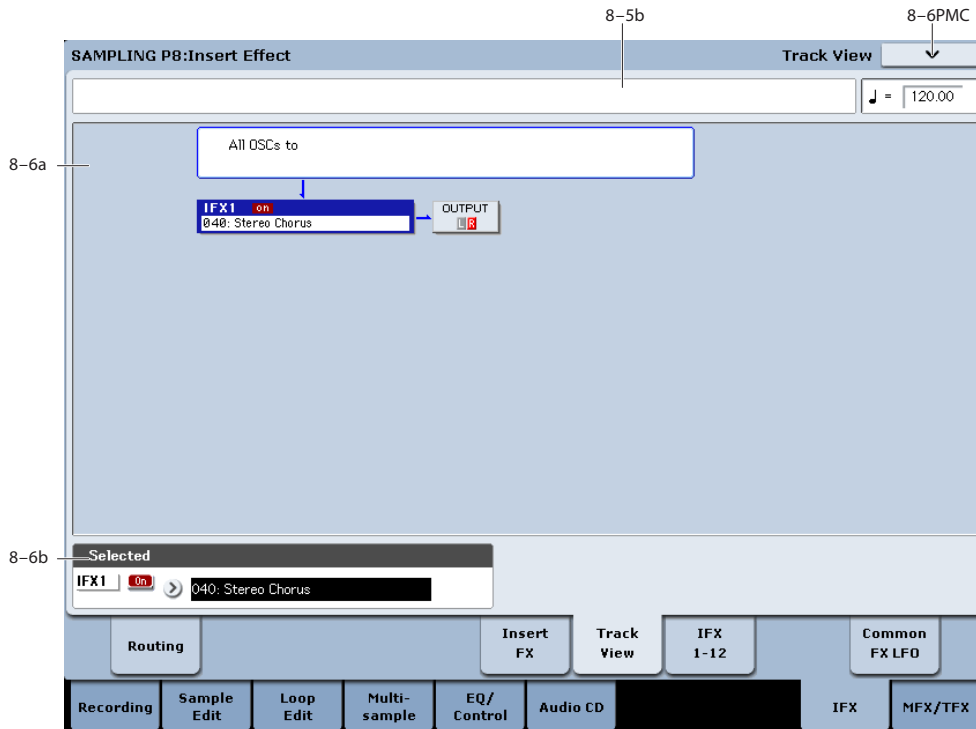 8–5b
8–6PMC
SAMPLING P8:Insert Effect
Track View
♩ = 120.00
8–6a
All OSCs to
IFX1 on
040: Stereo Chorus
OUTPUT
L R
8–6b
Selected
IFX1 On 040: Stereo Chorus
Routing
Insert FX
Track View
IFX 1-12
Common FX LFO
Recording
Sample Edit
Loop Edit
Multi-sample
EQ/ Control
Audio CD
IFX
MFX/TFX